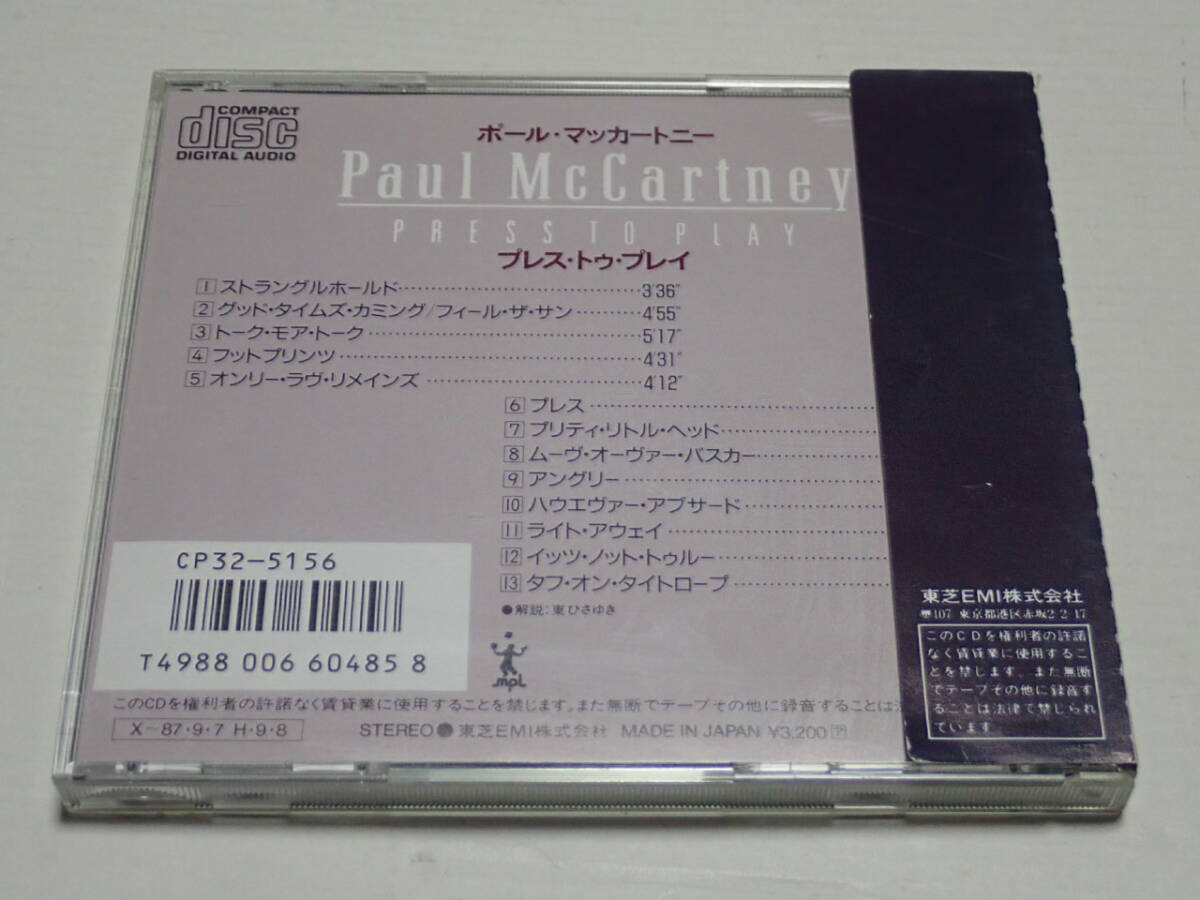 COMPACT
disc
DIGITAL AUDIO
ポール・マッカートニー
Paul McCartney
PRESS TO PLAY
プレス・トゥ・プレイ
1 ストランブルホールド 3'36"
2 グッド・タイムズ・カミング/フィール・ザ・サン 4'55"
3 トーク・モア・トーク 5'17"
4 フットプリンツ 4'31"
5 オンリー・ラヴ・リメインズ 4'12"
6 プレス
7 プリティ・リトル・ヘッド
8 ムーヴ・オーヴァー・バスカー
9 アングリー
10 ハウエヴァー・アブサード
11 ライト・アウェイ
12 イッツ・ノット・トゥルー
13 タフ・オン・タイトロープ
●解説:東ひさゆき
CP32-5156
T4988 006 60485 8
mpl
このCDを権利者の許諾なく賃貸業に使用することを禁じます。また無断でテープその他に録音することは法
X-87・9・7 H・9・8
STEREO 東芝EMI株式会社 MADE IN JAPAN ¥3,200 ア
東芝EMI株式会社
〒107 東京都港区赤坂2-2-17
このCDを権利者の許諾
なく賃貸業に使用するこ
とを禁じます。また無断
でテープその他に録音す
ることは法律で禁じられ
ています。